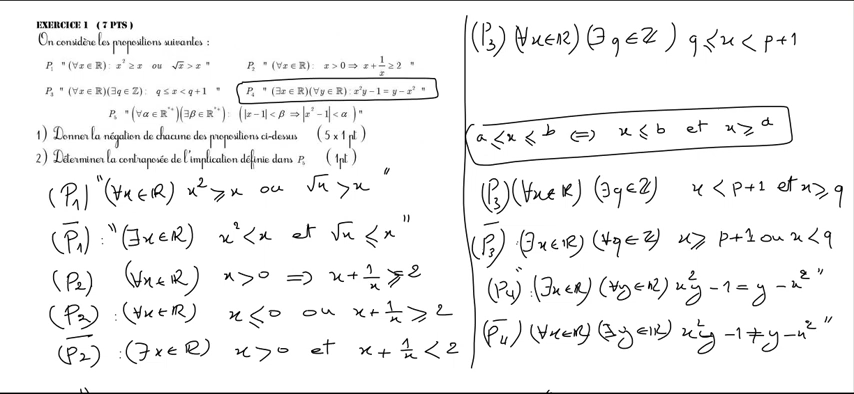 EXERCICE 1 ( 7 PTS )
On considère les propositions suivantes :
P₁ " (∀x∈ℝ): x² ≥ x ou √x > x "    P₂ " (∀x∈ℝ): x>0 ⇒ x+1/x ≥ 2 "
P₃ " (∀x∈ℝ)(∃q∈ℤ): q ≤ x < q+1 "    P₄ " (∃x∈ℝ)(∀y∈ℝ): x²y−1 = y−x² "
P₅ " (∀α∈ℝ*⁺)(∃β∈ℝ*⁺): (|x−1| < β ⇒ |x²−1| < α) "
1) Donner la négation de chacune des propositions ci-dessus ( 5 x 1 pt )
2) Déterminer la contraposée de l'implication définie dans P₅ (1pt )
(P₁) "(∀x∈ℝ) x² ⩾ x ou √x > x "
(P̄₁) : "(∃x∈ℝ) x² < x et √x ⩽ x "
(P₂) (∀x∈ℝ) x>0 ⇒ x+1/x ⩾ 2
(P₂) : (∀x∈ℝ) x ⩽ 0 ou x+1/x ⩾ 2
(P̄₂) : (∃x∈ℝ) x>0 et x+1/x < 2
(P₃) (∀x∈ℝ) (∃q∈ℤ) q ⩽ x < p+1
a ⩽ x ⩽ b ⇔ x ⩽ b et x ⩾ a
(P₃) (∀x∈ℝ) (∃q∈ℤ) x < p+1 et x ⩾ q
(P̄₃) : (∃x∈ℝ) (∀q∈ℤ) x ⩾ p+1 ou x < q
(P₄) " : (∃x∈ℝ) (∀y∈ℝ) x²y − 1 = y − x² "
(P̄₄) (∀x∈ℝ) (∃y∈ℝ) x²y − 1 ≠ y − x² "